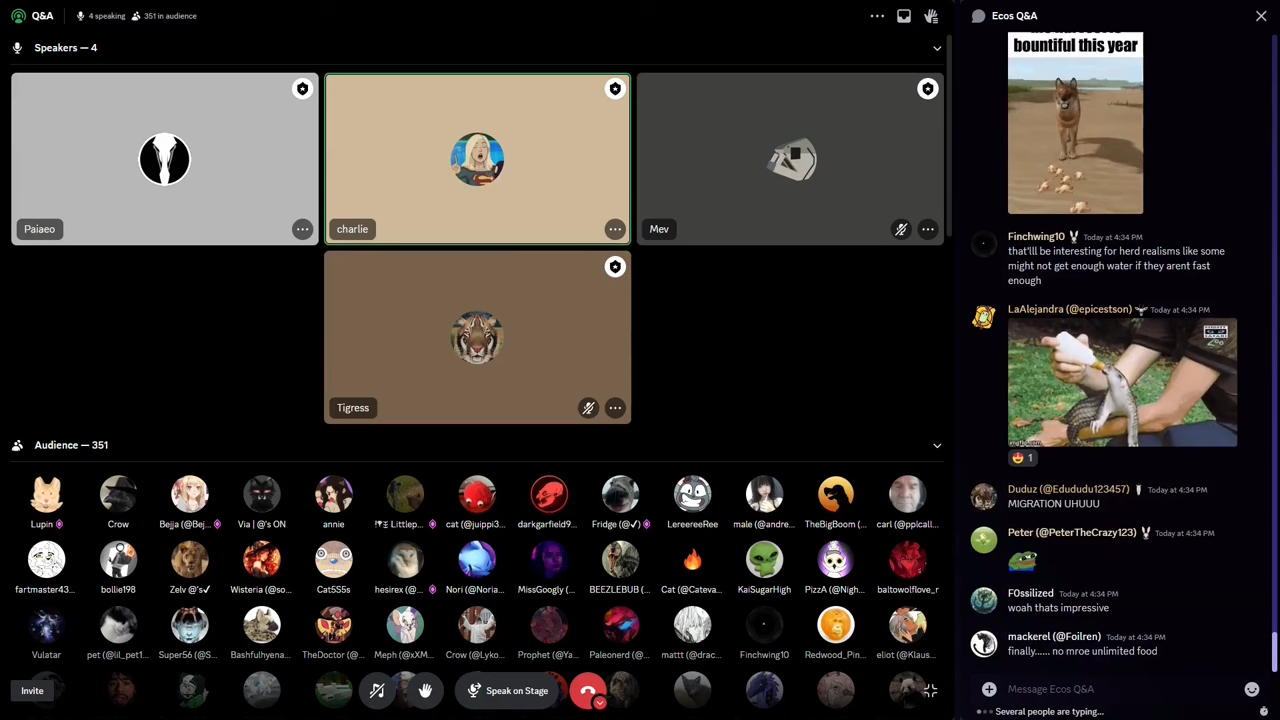 Q&A
4 speaking
351 in audience
Speakers — 4
Paiaeo
charlie
Mev
Tigress
Audience — 351
Lupin
Crow
Bejja (@Bej...
Via | @'s ON
annie
Littlep...
cat (@juippi3...
darkgarfield9...
Fridge (@✓)
LereereeRee
male (@andre...
TheBigBoom (...
carl (@pplcall...
fartmaster43...
bollie198
Zelv @'s✓
Wisteria (@so...
Cat5S5s
hesirex (@...
Nori (@Noria...
MissGoogly (...
BEEZLEBUB (...
Cat (@Cateva...
KaiSugarHigh
PizzA (@Nigh...
baltowolflove_r
Vulatar
pet (@lil_pet1...
Super56 (@S...
Bashfulhyena...
TheDoctor (@...
Meph (@xXM...
Crow (@Lyko...
Prophet (@Ya...
Paleonerd (@...
mattt (@drac...
Finchwing10
Redwood_Pin...
eliot (@Klaus...
Invite
Speak on Stage
Ecos Q&A
bountiful this year
Finchwing10 Today at 4:34 PM
that'lll be interesting for herd realisms like some
might not get enough water if they arent fast
enough
LaAlejandra (@epicestson) Today at 4:34 PM
1
Duduz (@Edududu123457) Today at 4:34 PM
MIGRATION UHUUU
Peter (@PeterTheCrazy123) Today at 4:34 PM
F0ssilized Today at 4:34 PM
woah thats impressive
mackerel (@Foilren) Today at 4:34 PM
finally...... no mroe unlimited food
Message Ecos Q&A
Several people are typing...